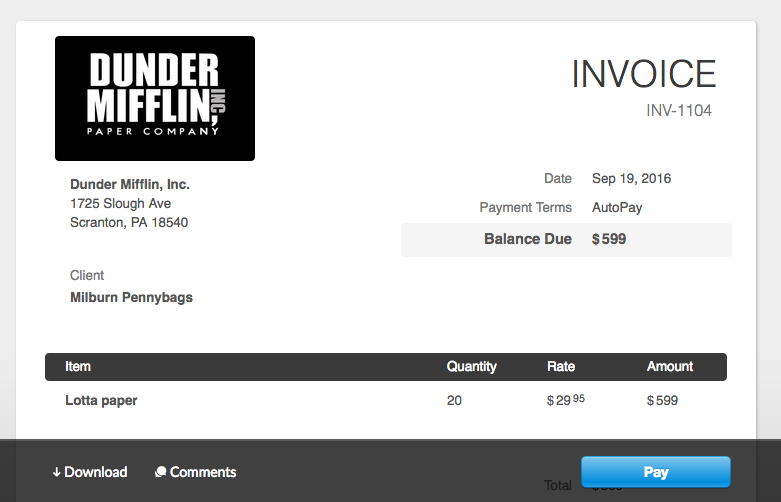 DUNDER
MIFFLIN, INC
PAPER COMPANY
INVOICE
INV-1104
Dunder Mifflin, Inc.
1725 Slough Ave
Scranton, PA 18540
Date Sep 19, 2016
Payment Terms AutoPay
Balance Due $599
Client
Milburn Pennybags
Item Quantity Rate Amount
Lotta paper 20 $29 95 $599
Download Comments Pay
Total